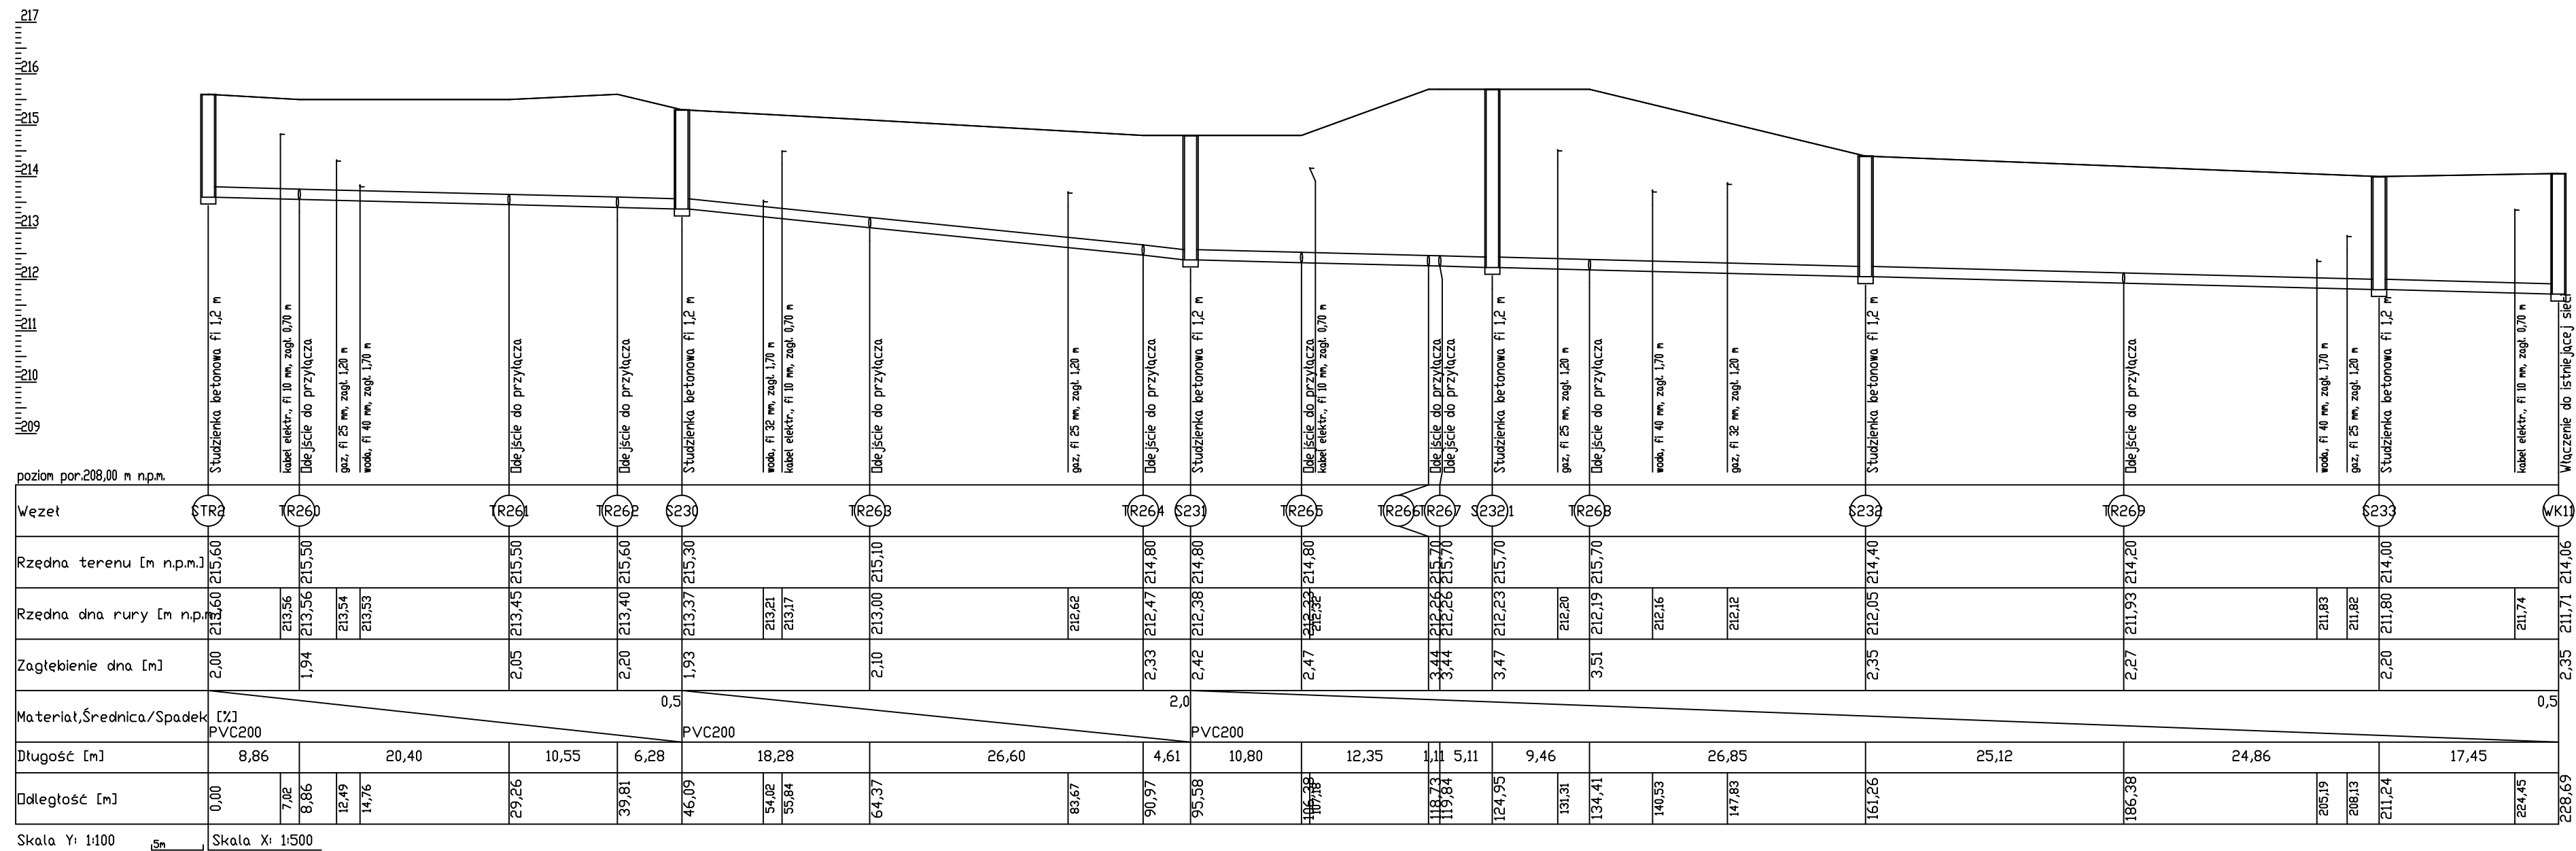 217
216
215
214
213
212
211
210
209
poziom por.208,00 m n.p.m.
Studzienka betonowa fi 1,2 m
kabel elektr., fi 10 mm, zagł. 0,70 m
Odejście do przyłącza
gaz, fi 25 mm, zagł. 1,20 m
woda, fi 40 mm, zagł. 1,70 m
Odejście do przyłącza
Odejście do przyłącza
Studzienka betonowa fi 1,2 m
woda, fi 32 mm, zagł. 1,70 m
kabel elektr., fi 10 mm, zagł. 0,70 m
Odejście do przyłącza
gaz, fi 25 mm, zagł. 1,20 m
Odejście do przyłącza
Studzienka betonowa fi 1,2 m
Odejście do przyłącza
kabel elektr., fi 10 mm, zagł. 0,70 m
Odejście do przyłącza
Odejście do przyłącza
Studzienka betonowa fi 1,2 m
gaz, fi 25 mm, zagł. 1,20 m
Odejście do przyłącza
woda, fi 40 mm, zagł. 1,70 m
gaz, fi 32 mm, zagł. 1,20 m
Studzienka betonowa fi 1,2 m
Odejście do przyłącza
woda, fi 40 mm, zagł. 1,70 m
gaz, fi 25 mm, zagł. 1,20 m
Studzienka betonowa fi 1,2 m
kabel elektr., fi 10 mm, zagł. 0,70 m
Włączenie do istniejącej sieci
Węzeł STR2 TR260 TR261 TR262 S230 TR263 TR264 S231 TR265 TR266 TR267 S2321 TR268 S232 TR269 S233 WK11
Rzędna terenu [m n.p.m.] 215,60 215,50 215,50 215,60 215,30 215,10 214,80 214,80 214,80 215,70 215,70 215,70 215,70 214,40 214,20 214,00 214,06
Rzędna dna rury [m n.p.m.] 213,60 213,56 213,56 213,54 213,53 213,45 213,40 213,37 213,21 213,17 213,00 212,62 212,47 212,38 212,33 212,32 212,26 212,26 212,23 212,20 212,19 212,16 212,12 212,05 211,93 211,83 211,82 211,80 211,74 211,71
Zagłębienie dna [m] 2,00 1,94 2,05 2,20 1,93 2,10 2,33 2,42 2,47 3,44 3,44 3,47 3,51 2,35 2,27 2,20 2,35
0,5 2,0 0,5
Materiał,Średnica/Spadek [%]
PVC200 PVC200 PVC200
Długość [m] 8,86 20,40 10,55 6,28 18,28 26,60 4,61 10,80 12,35 1,11 5,11 9,46 26,85 25,12 24,86 17,45
Odległość [m] 0,00 7,02 8,86 12,49 14,76 29,26 39,81 46,09 54,02 55,84 64,37 83,67 90,97 95,58 106,38 107,18 118,73 119,84 124,95 131,31 134,41 140,53 147,83 161,26 186,38 205,19 208,13 211,24 224,45 228,69
Skala Y: 1:100 5m Skala X: 1:500